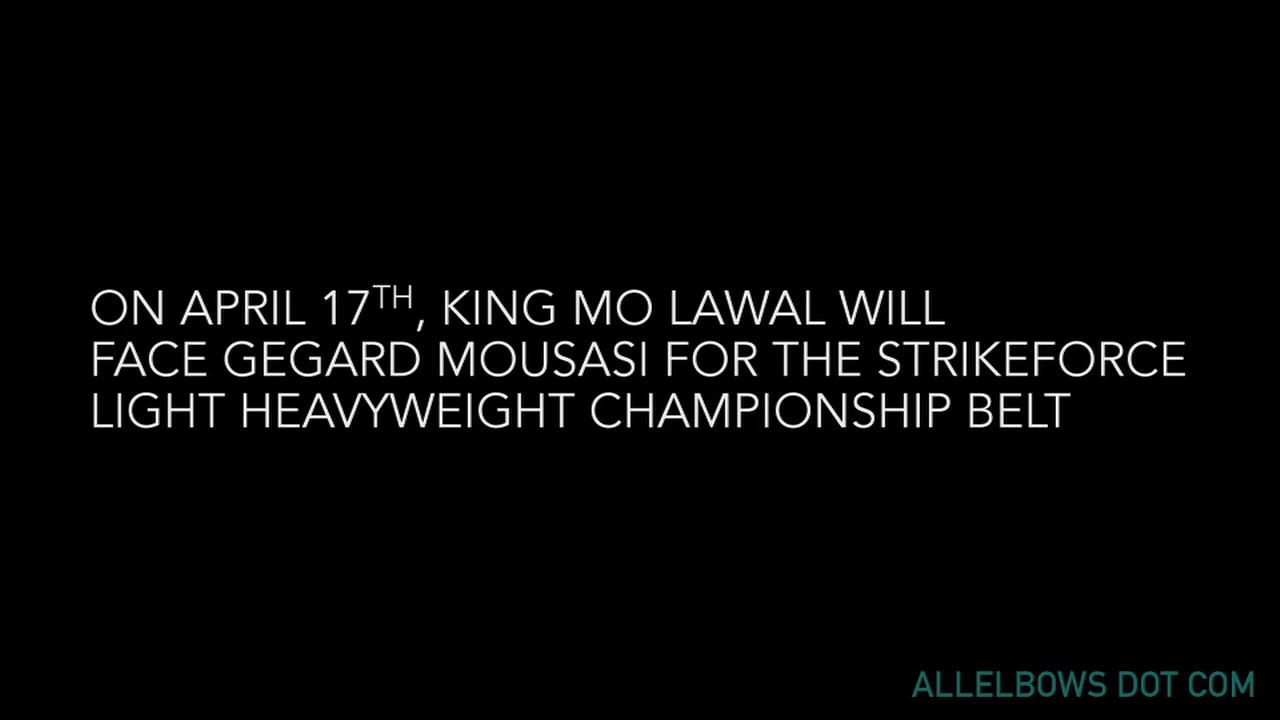 ON APRIL 17TH, KING MO LAWAL WILL
FACE GEGARD MOUSASI FOR THE STRIKEFORCE
LIGHT HEAVYWEIGHT CHAMPIONSHIP BELT
ALLELBOWS DOT COM